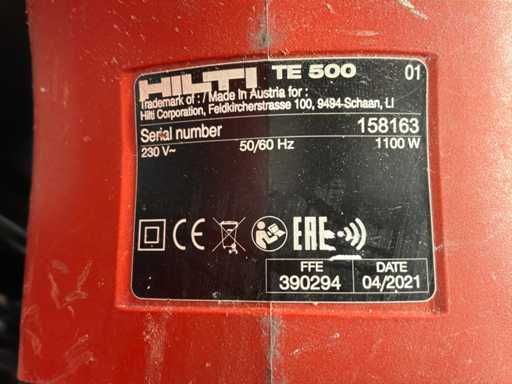 HILTI TE 500 01
Trademark of : / Made in Austria for :
Hilti Corporation, Feldkircherstrasse 100, 9494 Schaan, LI
Serial number 158163
230 V~ 50/60 Hz 1100 W
CE EAC
FFE DATE
390294 04/2021